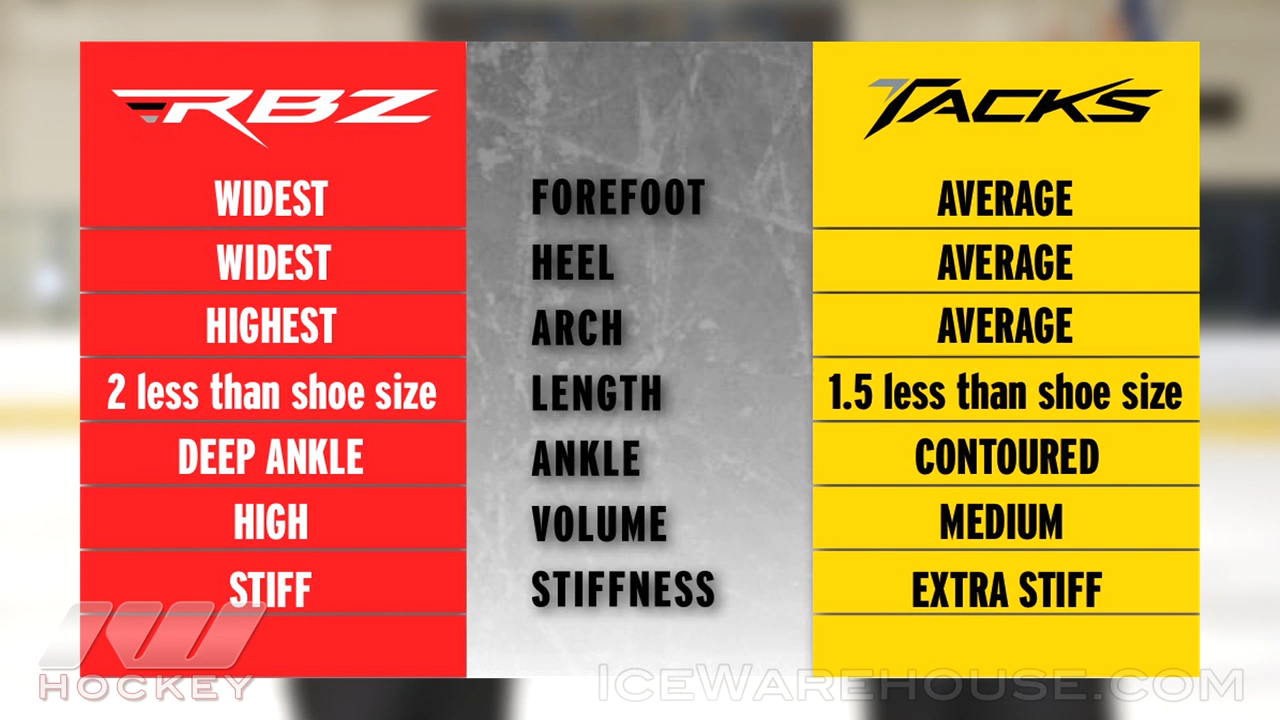 RBZ TACKS
WIDEST FOREFOOT AVERAGE
WIDEST HEEL AVERAGE
HIGHEST ARCH AVERAGE
2 less than shoe size LENGTH 1.5 less than shoe size
DEEP ANKLE ANKLE CONTOURED
HIGH VOLUME MEDIUM
STIFF STIFFNESS EXTRA STIFF
IW
HOCKEY ICEWAREHOUSE.COM